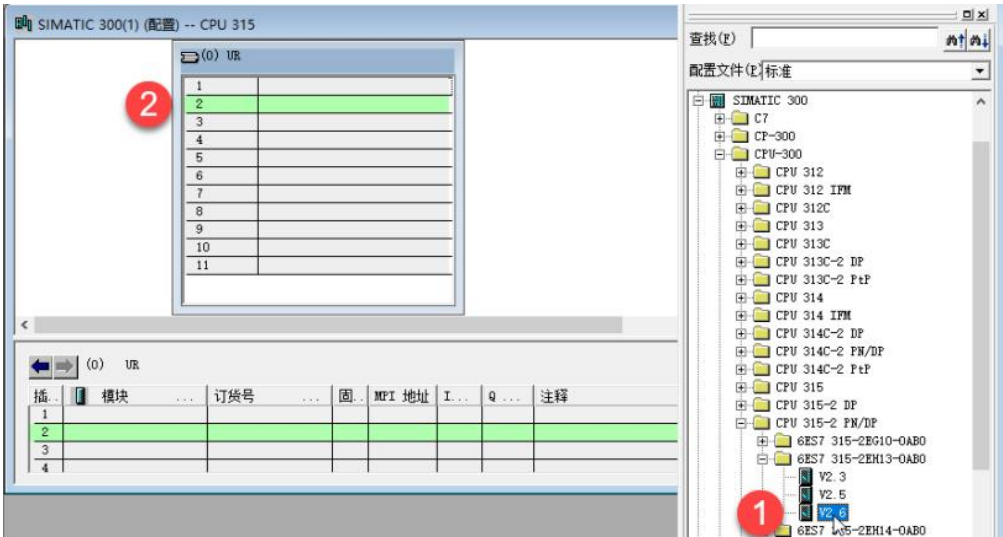 SIMATIC 300(1) (配置) -- CPU 315
(0) UR
1
2
3
4
5
6
7
8
9
10
11
2
(0) UR
插.. 模块 ... 订货号 ... 固.. MPI 地址 I... Q ... 注释
1
2
3
4
查找(F)
配置文件(P) 标准
SIMATIC 300
C7
CP-300
CPU-300
CPU 312
CPU 312 IFM
CPU 312C
CPU 313
CPU 313C
CPU 313C-2 DP
CPU 313C-2 PtP
CPU 314
CPU 314 IFM
CPU 314C-2 DP
CPU 314C-2 PN/DP
CPU 314C-2 PtP
CPU 315
CPU 315-2 DP
CPU 315-2 PN/DP
6ES7 315-2EG10-0AB0
6ES7 315-2EH13-0AB0
V2.3
V2.5
V2.6
1
6ES7 315-2EH14-0AB0